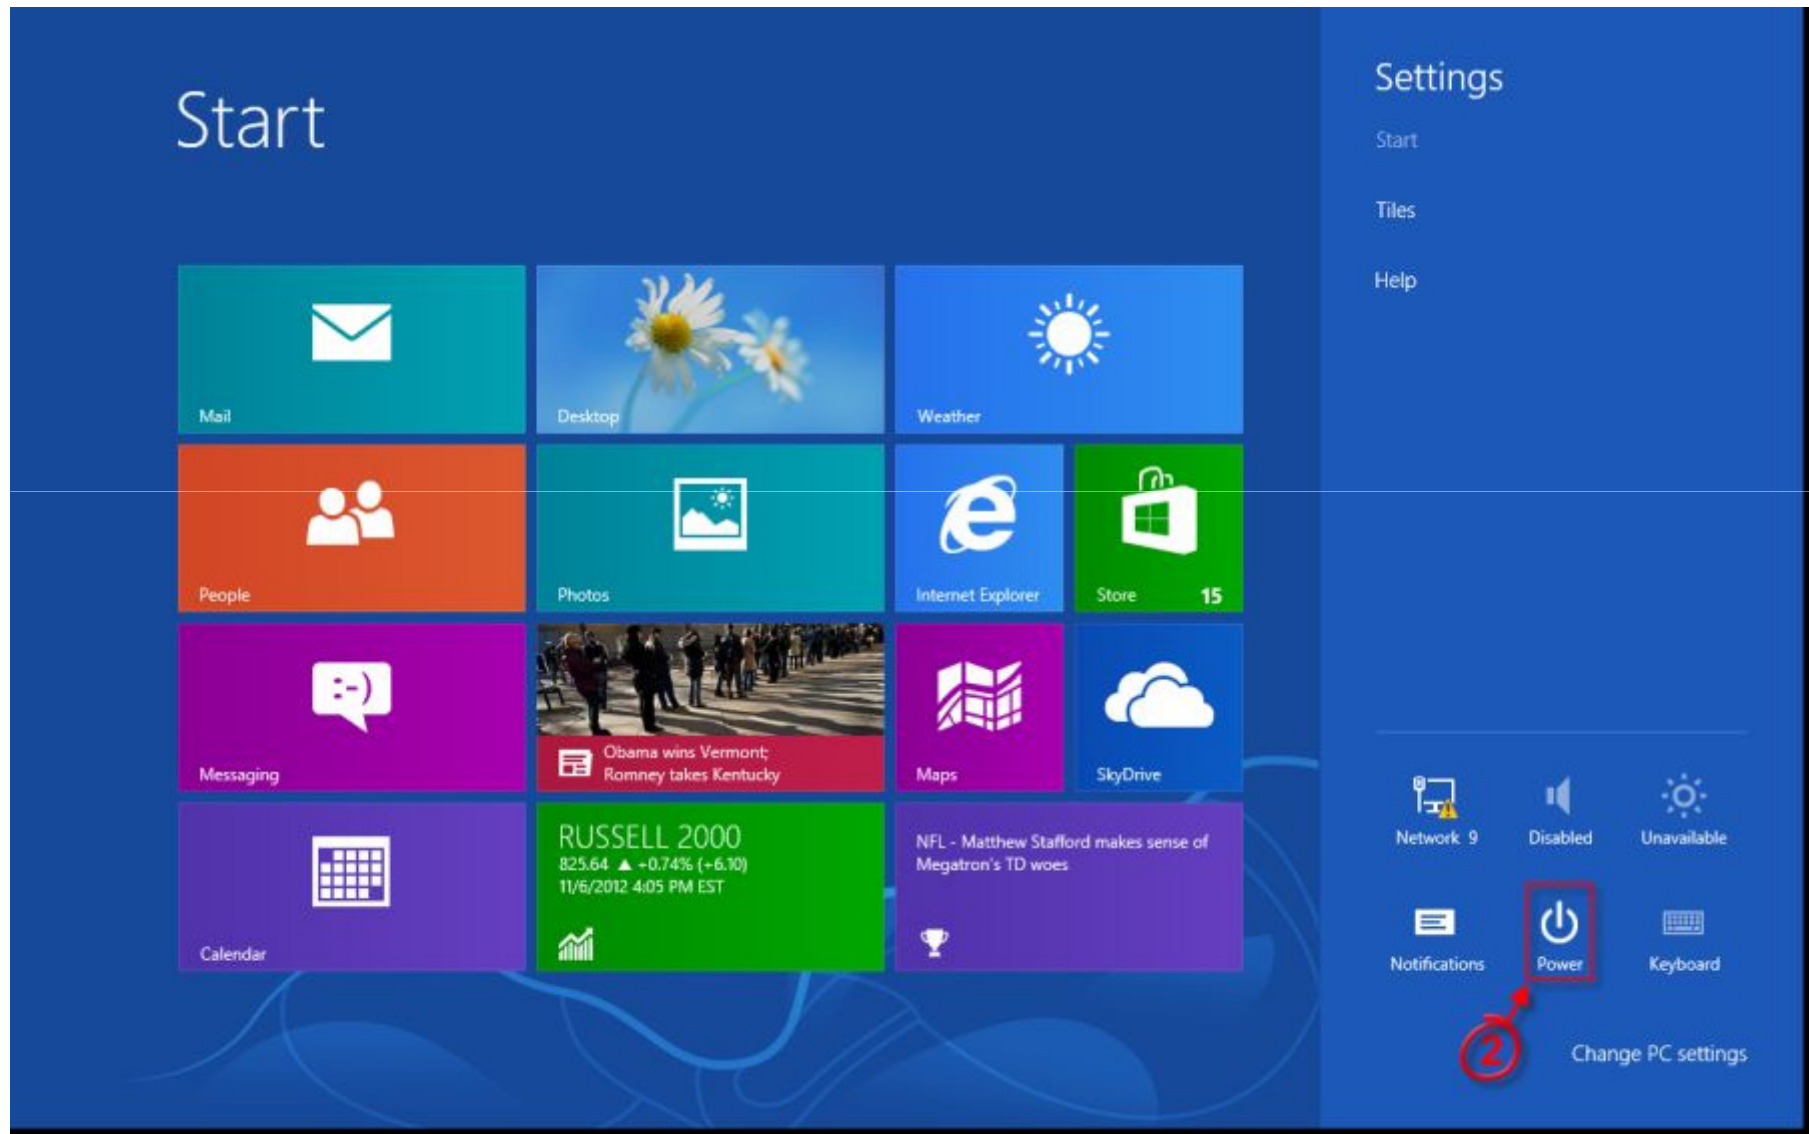 Start
Mail
Desktop
Weather
People
Photos
Internet Explorer
Store 15
Messaging
:-)
Obama wins Vermont;
Romney takes Kentucky
Maps
SkyDrive
Calendar
RUSSELL 2000
825.64 ▲ +0.74% (+6.10)
11/6/2012 4:05 PM EST
NFL - Matthew Stafford makes sense of
Megatron's TD woes
Settings
Start
Tiles
Help
Network 9
Disabled
Unavailable
Notifications
Power
Keyboard
2
Change PC settings